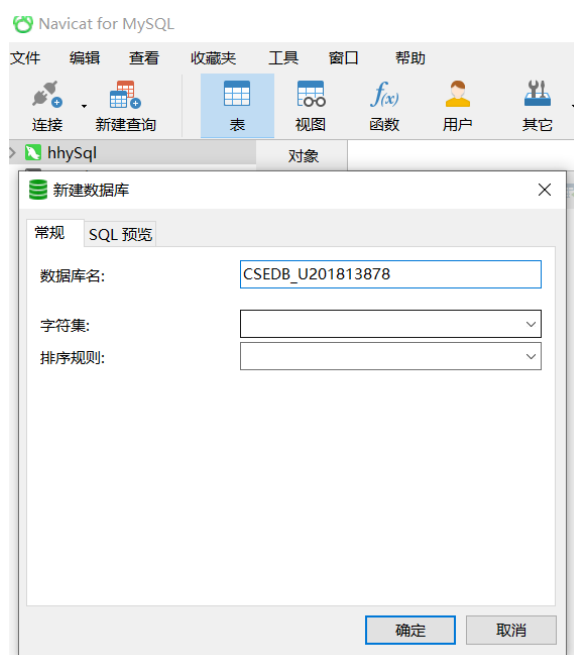 Navicat for MySQL
文件 编辑 查看 收藏夹 工具 窗口 帮助
f(x)
连接 新建查询 表 视图 函数 用户 其它
hhySql 对象
新建数据库
常规 SQL 预览
数据库名: CSEDB_U201813878
字符集:
排序规则:
确定 取消